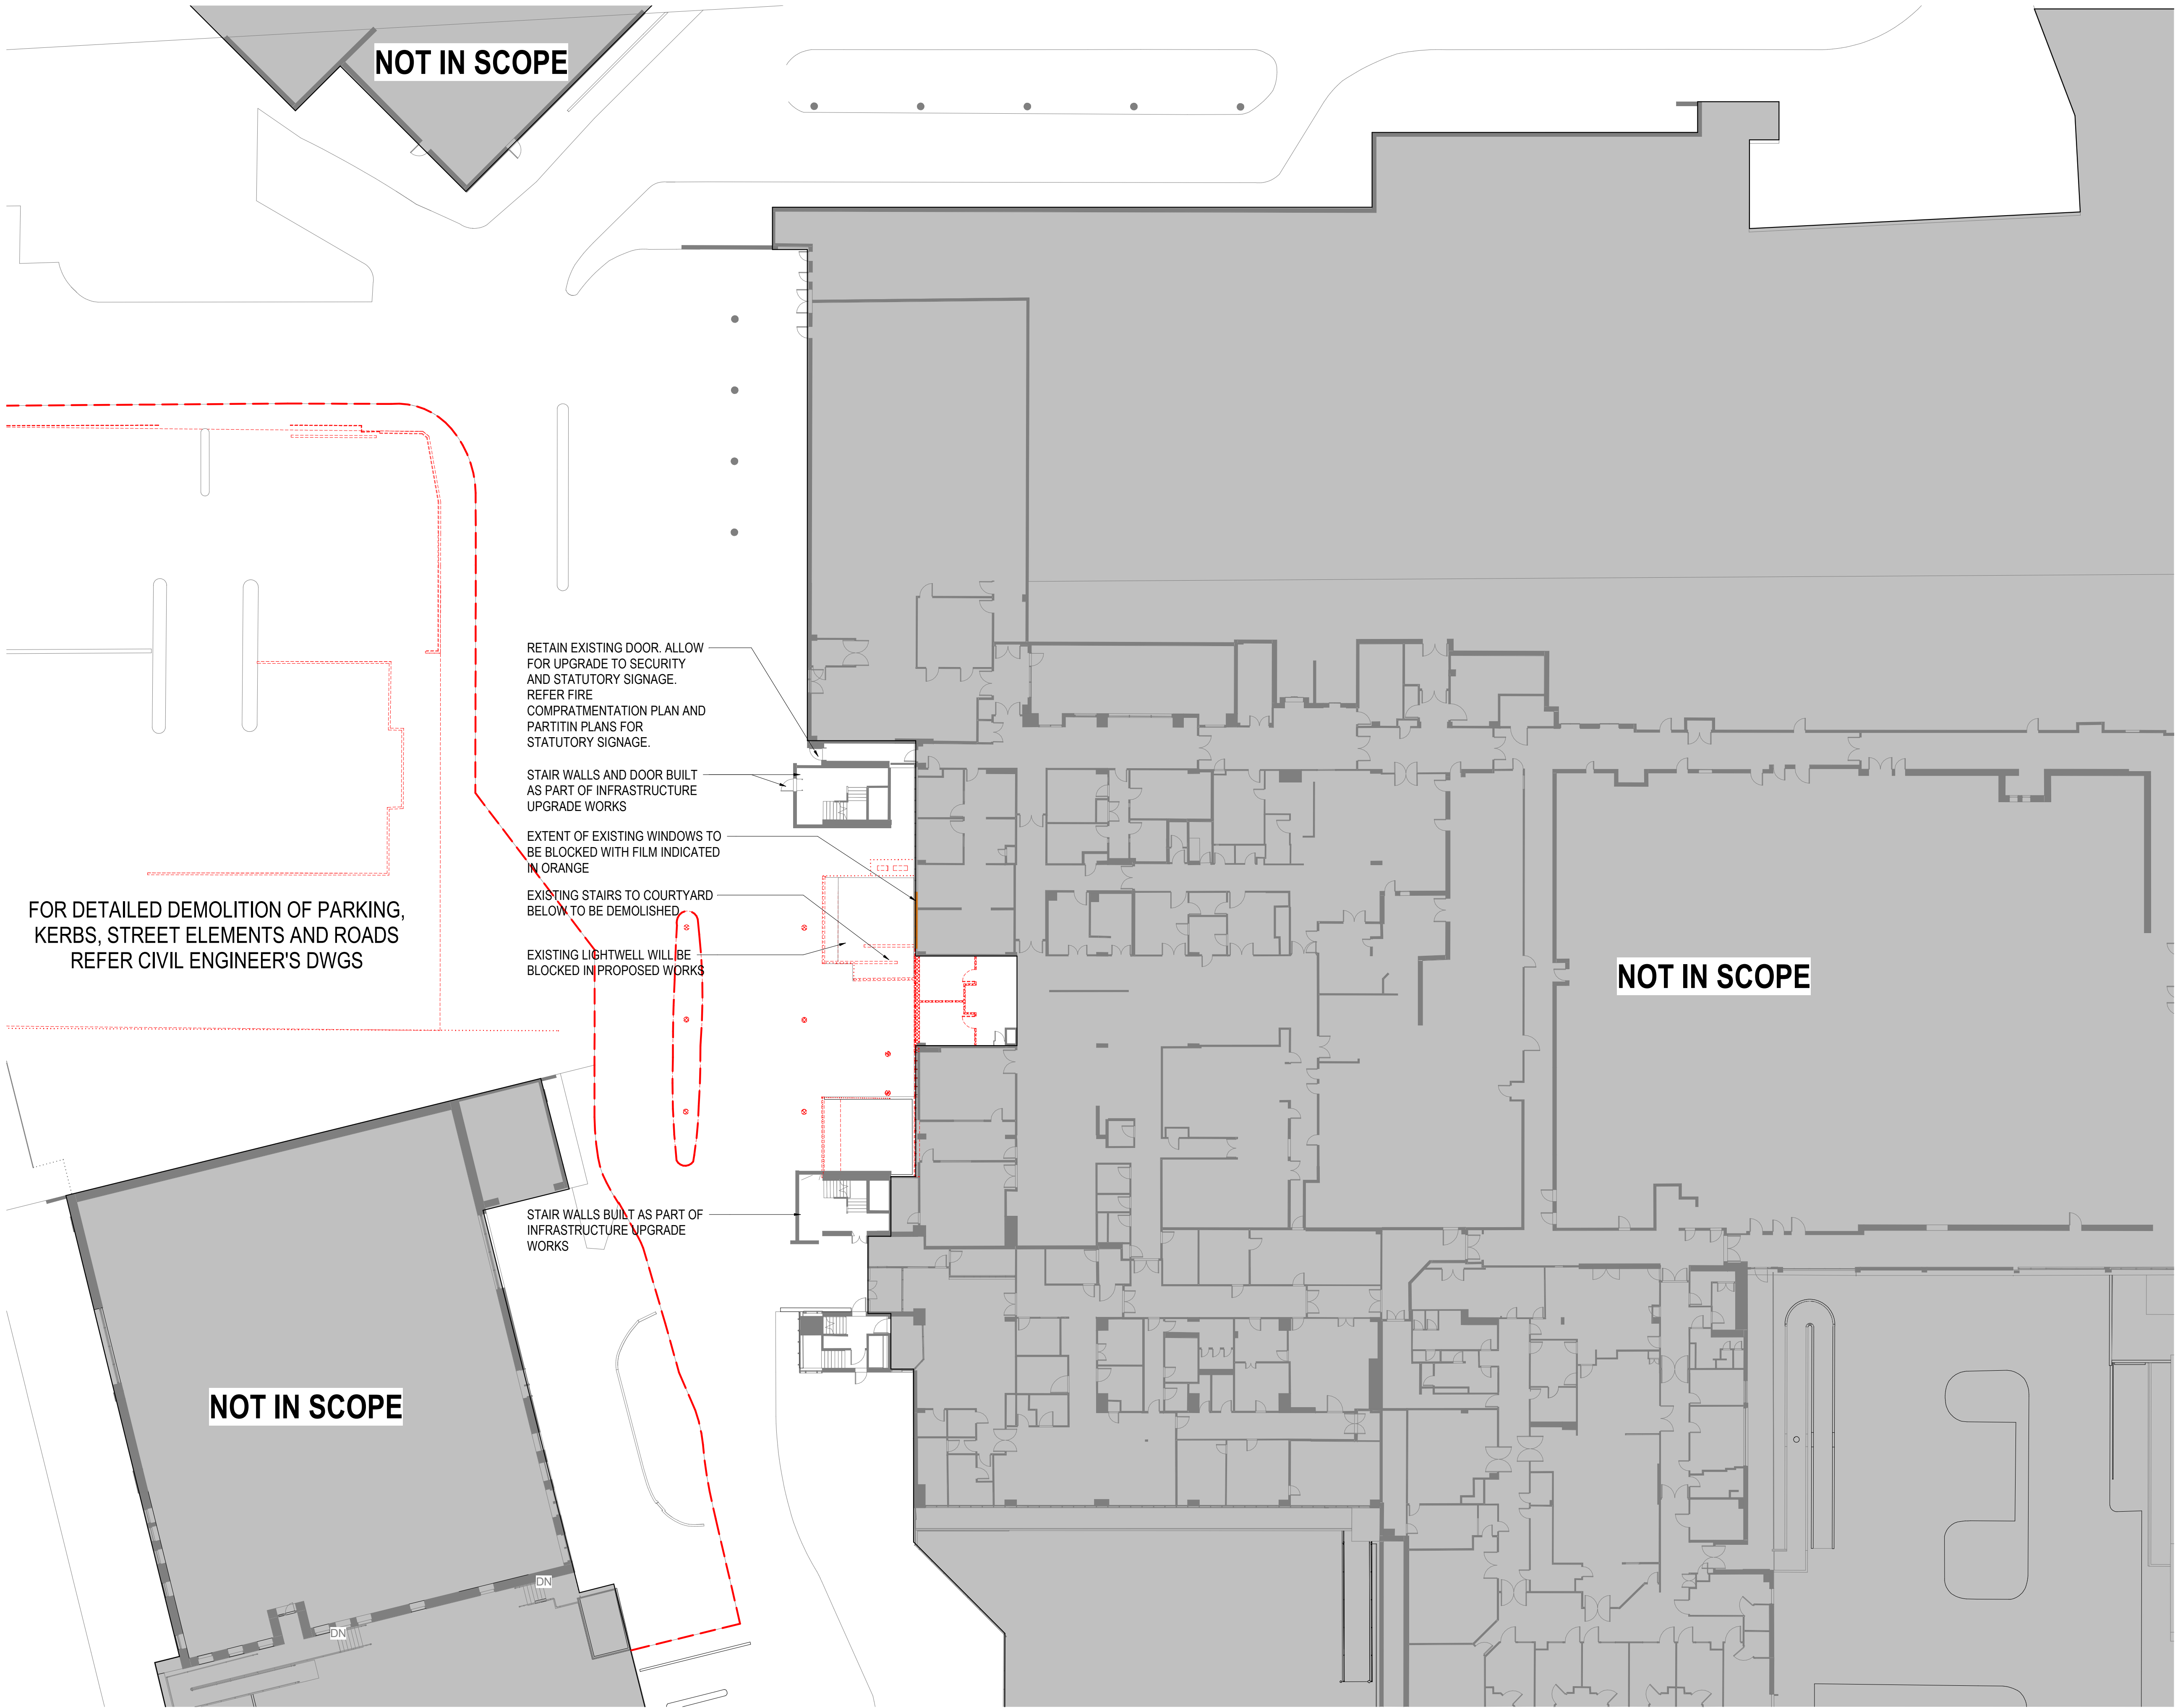 NOT IN SCOPE
RETAIN EXISTING DOOR. ALLOW
FOR UPGRADE TO SECURITY
AND STATUTORY SIGNAGE.
REFER FIRE
COMPRATMENTATION PLAN AND
PARTITIN PLANS FOR
STATUTORY SIGNAGE.
STAIR WALLS AND DOOR BUILT
AS PART OF INFRASTRUCTURE
UPGRADE WORKS
EXTENT OF EXISTING WINDOWS TO
BE BLOCKED WITH FILM INDICATED
IN ORANGE
EXISTING STAIRS TO COURTYARD
BELOW TO BE DEMOLISHED
EXISTING LIGHTWELL WILL BE
BLOCKED IN PROPOSED WORKS
FOR DETAILED DEMOLITION OF PARKING,
KERBS, STREET ELEMENTS AND ROADS
REFER CIVIL ENGINEER'S DWGS
NOT IN SCOPE
STAIR WALLS BUILT AS PART OF
INFRASTRUCTURE UPGRADE
WORKS
NOT IN SCOPE
DN
DN